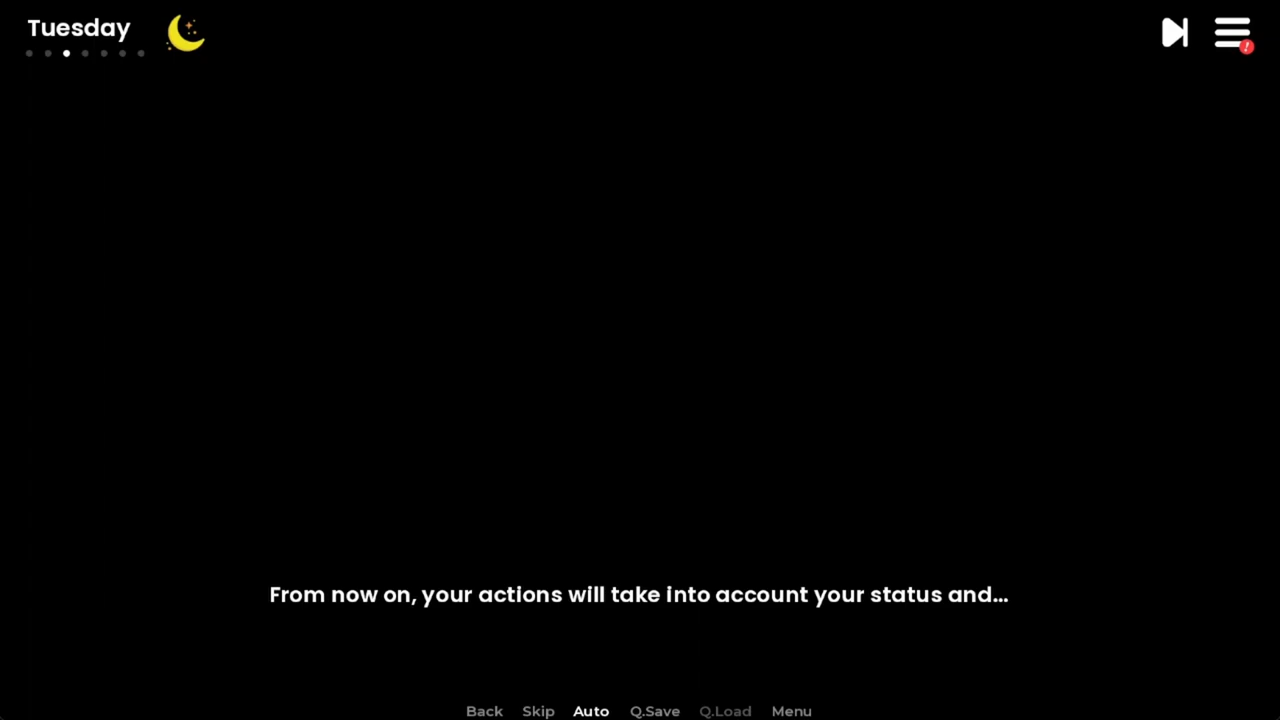 Tuesday
!
From now on, your actions will take into account your status and...
Back Skip Auto Q.Save Q.Load Menu